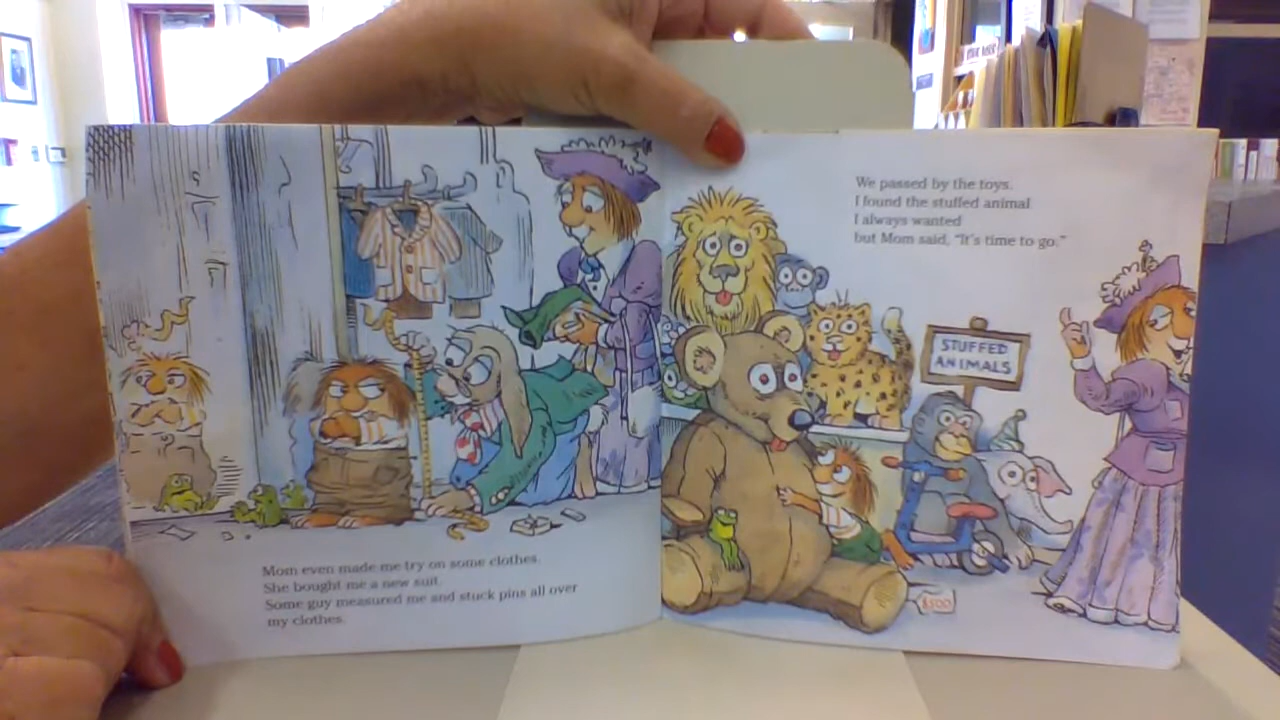 Mom even made me try on some clothes.
She bought me a new suit.
Some guy measured me and stuck pins all over
my clothes.
We passed by the toys.
I found the stuffed animal
I always wanted
but Mom said, "It's time to go."
STUFFED
ANIMALS
$500